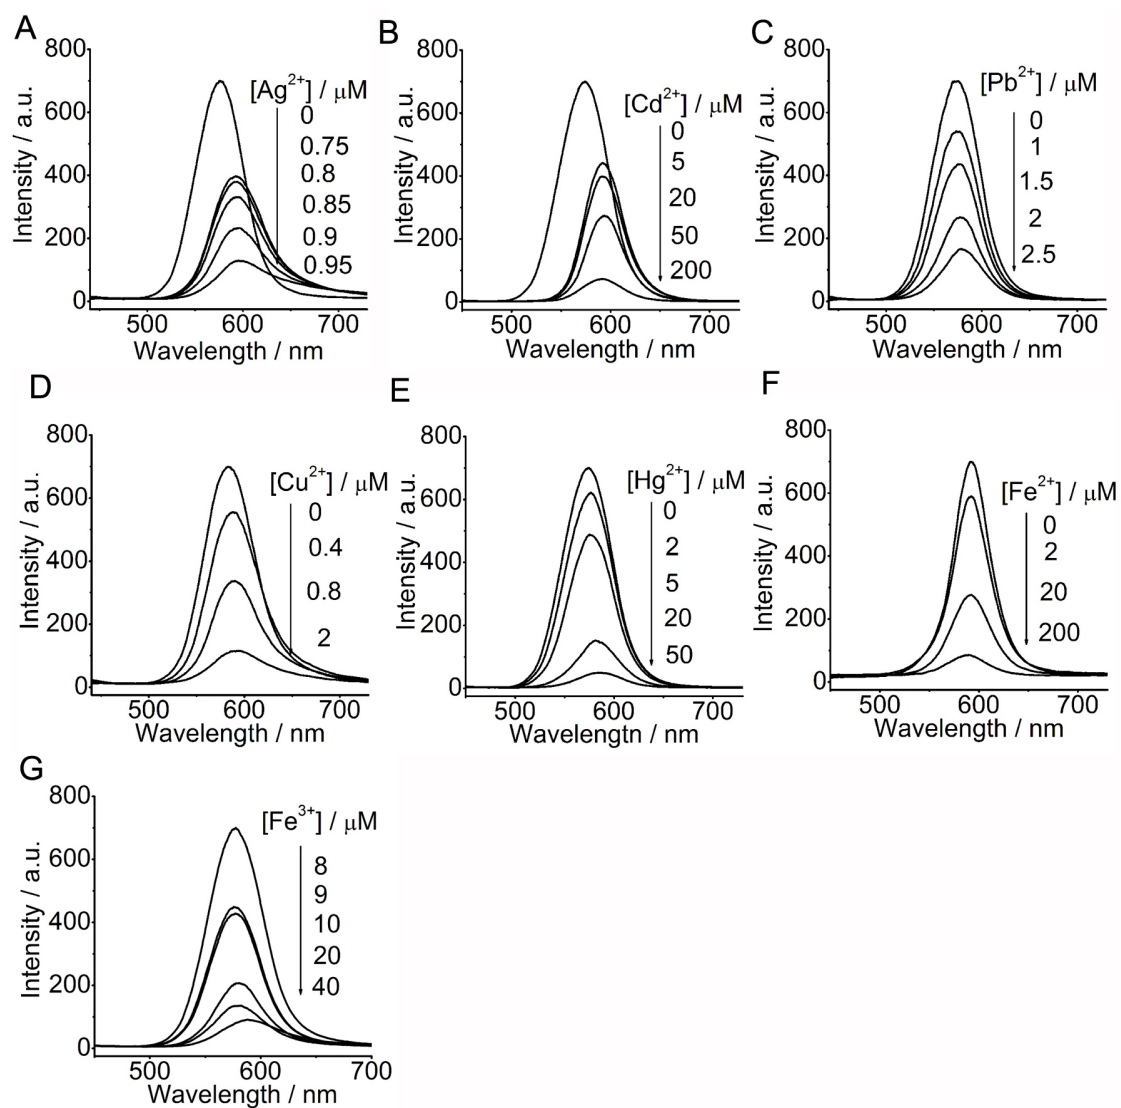 A
800
600
400
200
0
Intensity / a.u.
[Ag2+] / μM
0
0.75
0.8
0.85
0.9
0.95
500 600 700
Wavelength / nm
B
800
600
400
200
0
Intensity / a.u.
[Cd2+] / μM
0
5
20
50
200
500 600 700
Wavelength / nm
C
800
600
400
200
0
Intensity / a.u.
[Pb2+] / μM
0
1
1.5
2
2.5
500 600 700
Wavelength / nm
D
800
600
400
200
0
Intensity / a.u.
[Cu2+] / μM
0
0.4
0.8
2
500 600 700
Wavelength / nm
E
800
600
400
200
0
Intensity / a.u.
[Hg2+] / μM
0
2
5
20
50
500 600 700
Wavelengtn / nm
F
800
600
400
200
0
Intensity / a.u.
[Fe2+] / μM
0
2
20
200
500 600 700
Wavelength / nm
G
800
600
400
200
0
Intensity / a.u.
[Fe3+] / μM
8
9
10
20
40
500 600 700
Wavelength / nm